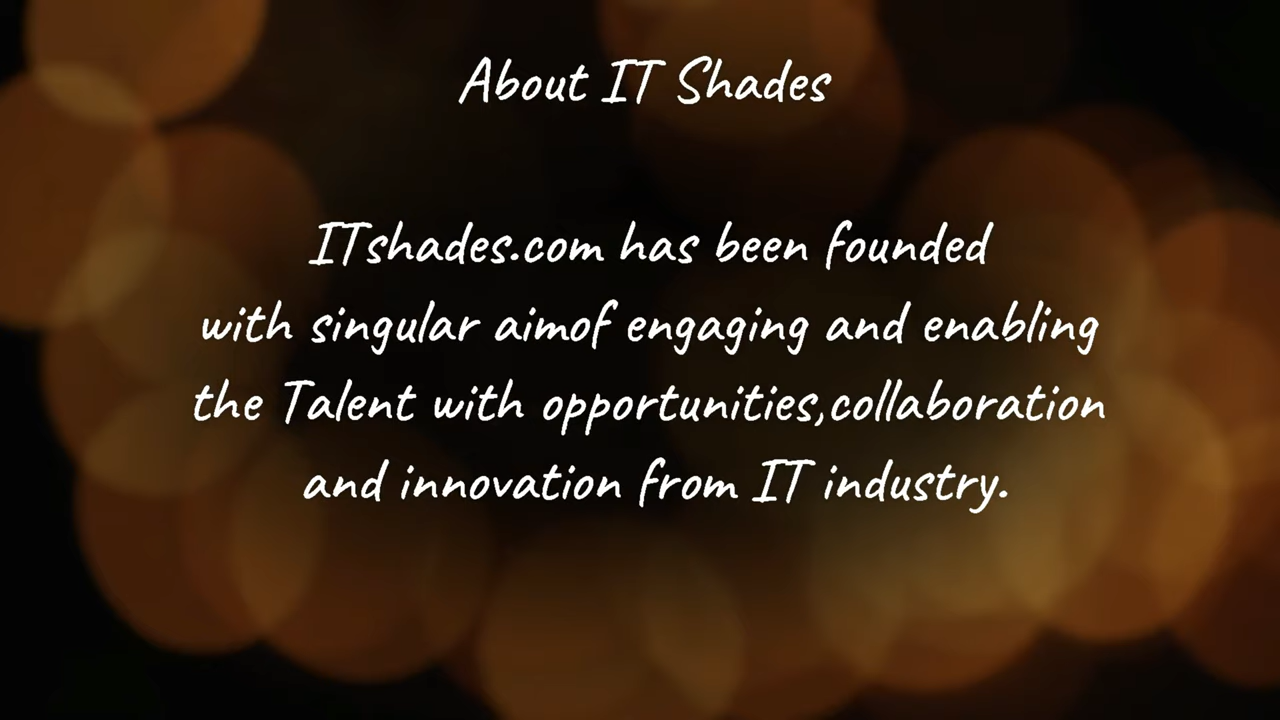 About IT Shades
ITshades.com has been founded
with singular aimof engaging and enabling
the Talent with opportunities,collaboration
and innovation from IT industry.